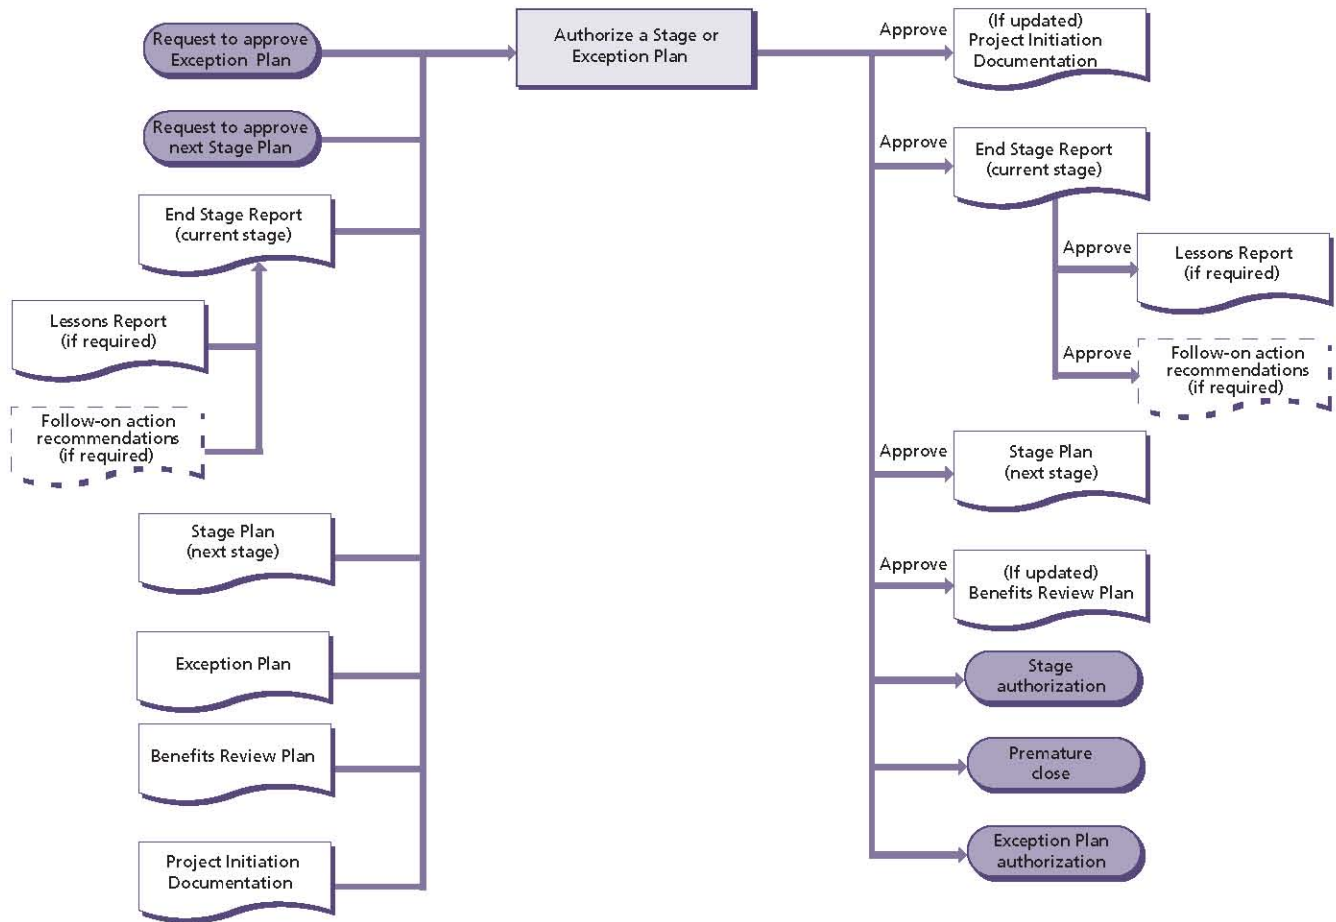 Request to approve
Exception Plan
Request to approve
next Stage Plan
End Stage Report
(current stage)
Lessons Report
(if required)
Follow-on action
recommendations
(if required)
Stage Plan
(next stage)
Exception Plan
Benefits Review Plan
Project Initiation
Documentation
Authorize a Stage or
Exception Plan
Approve
(If updated)
Project Initiation
Documentation
Approve
End Stage Report
(current stage)
Approve
Lessons Report
(if required)
Approve
Follow-on action
recommendations
(if required)
Approve
Stage Plan
(next stage)
Approve
(If updated)
Benefits Review Plan
Stage
authorization
Premature
close
Exception Plan
authorization